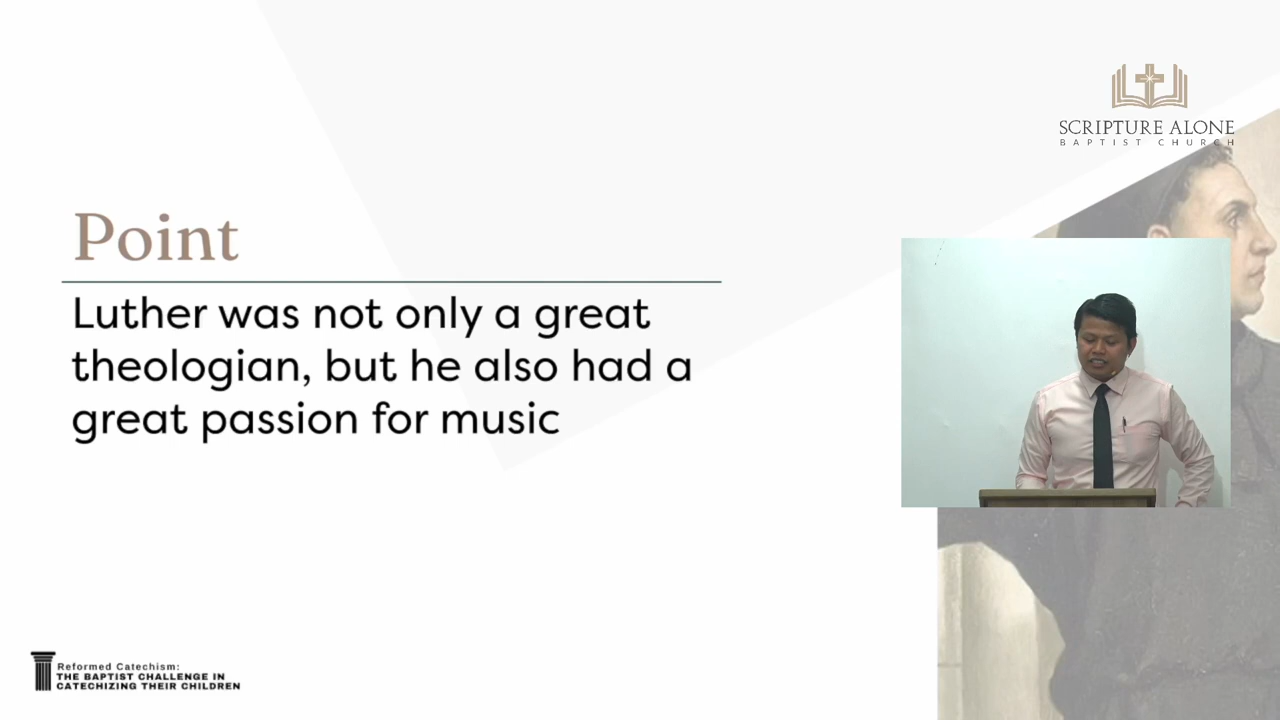 SCRIPTURE ALONE
BAPTIST CHURCH
Point
Luther was not only a great
theologian, but he also had a
great passion for music
Reformed Catechism:
THE BAPTIST CHALLENGE IN
CATECHIZING THEIR CHILDREN